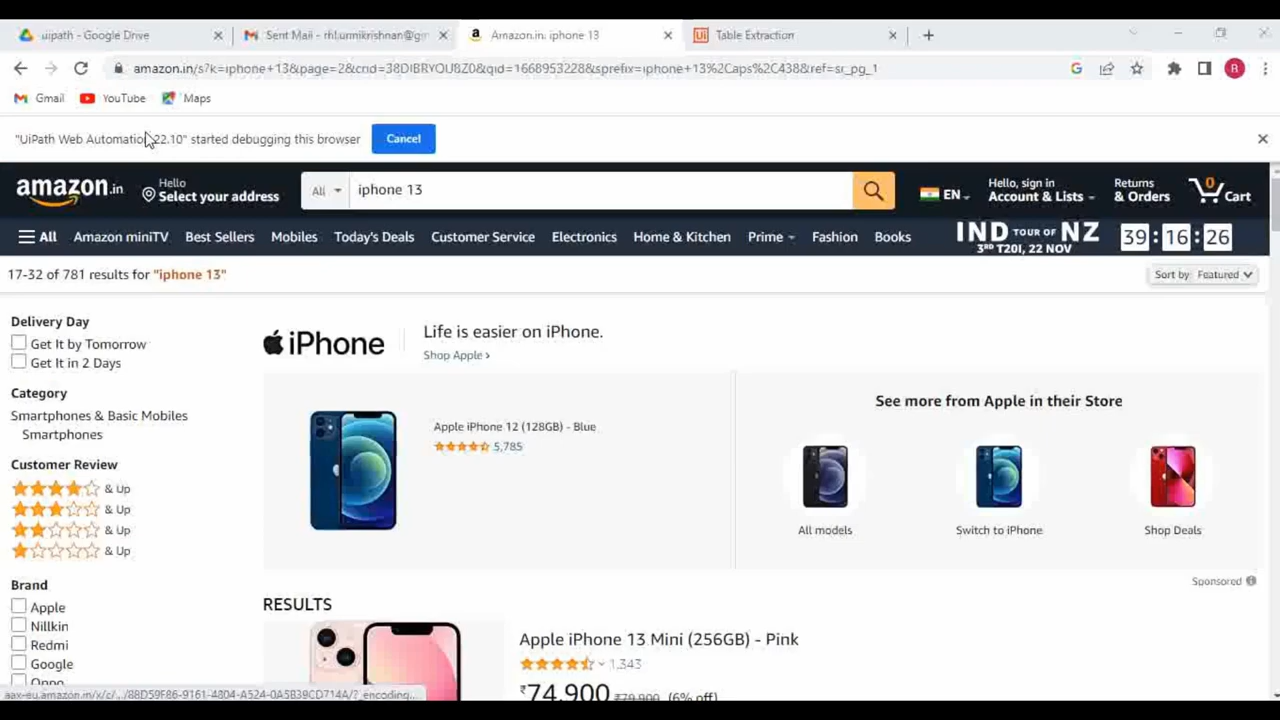 uipath - Google Drive
Sent Mail - rhl.unnikrishnan@gm
Amazon.in: iphone 13
Table Extraction
amazon.in/s?k=iphone+13&page=2&crid=38DIBRYOU8Z0&qid=1668953228&sprefix=iphone+13%2Caps%2C438&ref=sr_pg_1
R
Gmail
YouTube
Maps
"UiPath Web Automation 22.10" started debugging this browser
Cancel
amazon.in
Hello
Select your address
All
iphone 13
EN
Hello, sign in
Account & Lists
Returns
& Orders
0
Cart
All
Amazon miniTV
Best Sellers
Mobiles
Today's Deals
Customer Service
Electronics
Home & Kitchen
Prime
Fashion
Books
IND TOUR OF NZ
3RD T20I, 22 NOV
39:16:26
17-32 of 781 results for "iphone 13"
Sort by: Featured
Delivery Day
Get It by Tomorrow
Get It in 2 Days
Category
Smartphones & Basic Mobiles
Smartphones
Customer Review
& Up
& Up
& Up
& Up
Brand
Apple
Nillkin
Redmi
Google
Oppo
iPhone
Life is easier on iPhone.
Shop Apple ›
Apple iPhone 12 (128GB) - Blue
5,785
See more from Apple in their Store
All models
Switch to iPhone
Shop Deals
Sponsored
RESULTS
Apple iPhone 13 Mini (256GB) - Pink
1,343
₹74,900 ₹79,900 (6% off)